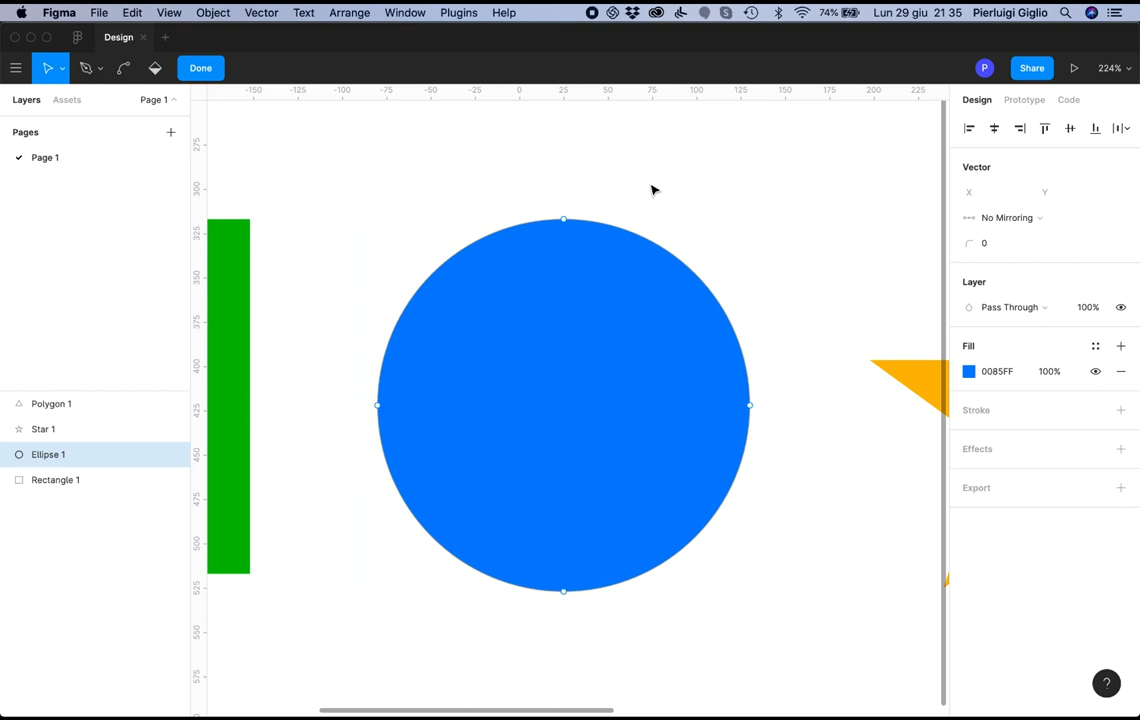 Figma File Edit View Object Vector Text Arrange Window Plugins Help 74% Lun 29 giu 21 35 Pierluigi Giglio
Design
Done P Share 224%
Layers Assets Page 1
Pages
Page 1
Polygon 1
Star 1
Ellipse 1
Rectangle 1
-150 -125 -100 -75 -50 -25 0 25 50 75 100 125 150 175 200 225
275
300
325
350
375
400
425
450
475
500
525
550
575
Design Prototype Code
Vector
X Y
No Mirroring
0
Layer
Pass Through 100%
Fill
0085FF 100%
Stroke
Effects
Export
?